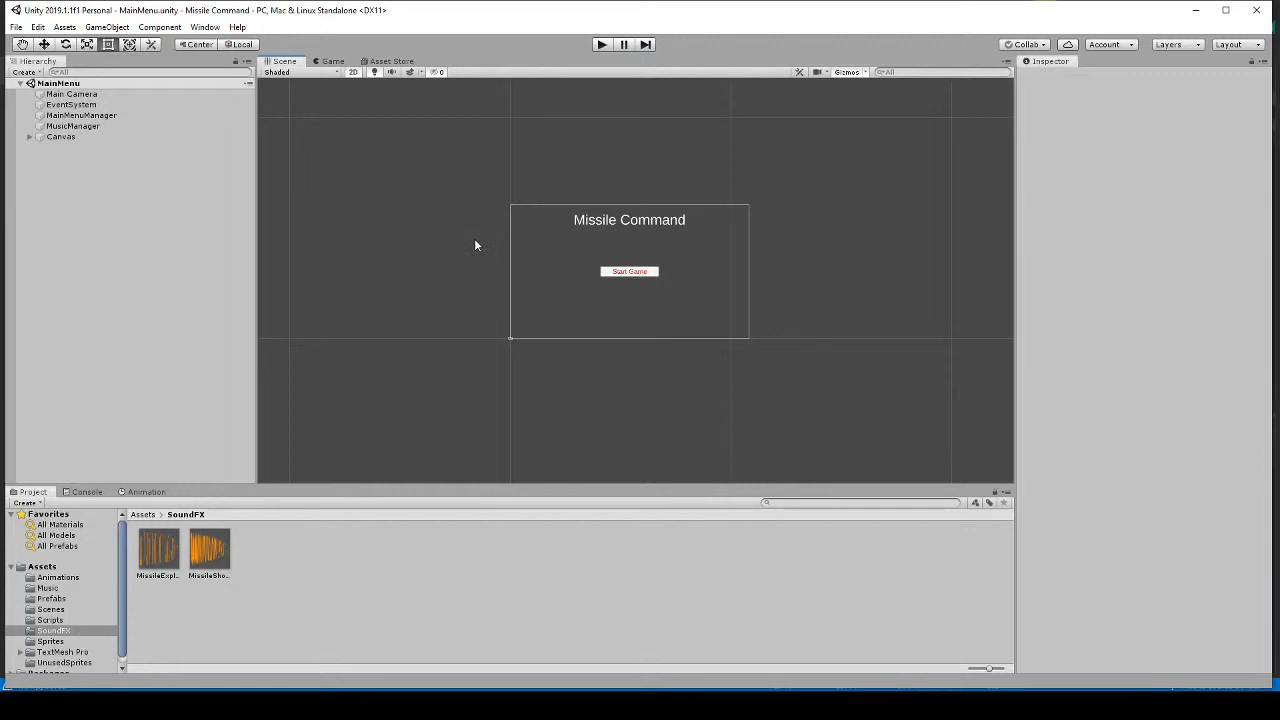 Unity 2019.1.1f1 Personal - MainMenu.unity - Missile Command - PC, Mac & Linux Standalone <DX11>
File Edit Assets GameObject Component Window Help
Center Local Collab Account Layers Layout
Hierarchy Scene Game Asset Store Inspector
Create All Shaded 2D 0 Gizmos All
MainMenu
Main Camera
EventSystem
MainMenuManager
MusicManager
Canvas
Missile Command
Start Game
Project Console Animation
Create
Favorites
All Materials
All Models
All Prefabs
Assets > SoundFX
MissileExpl... MissileSho...
Assets
Animations
Music
Prefabs
Scenes
Scripts
SoundFX
Sprites
TextMesh Pro
UnusedSprites